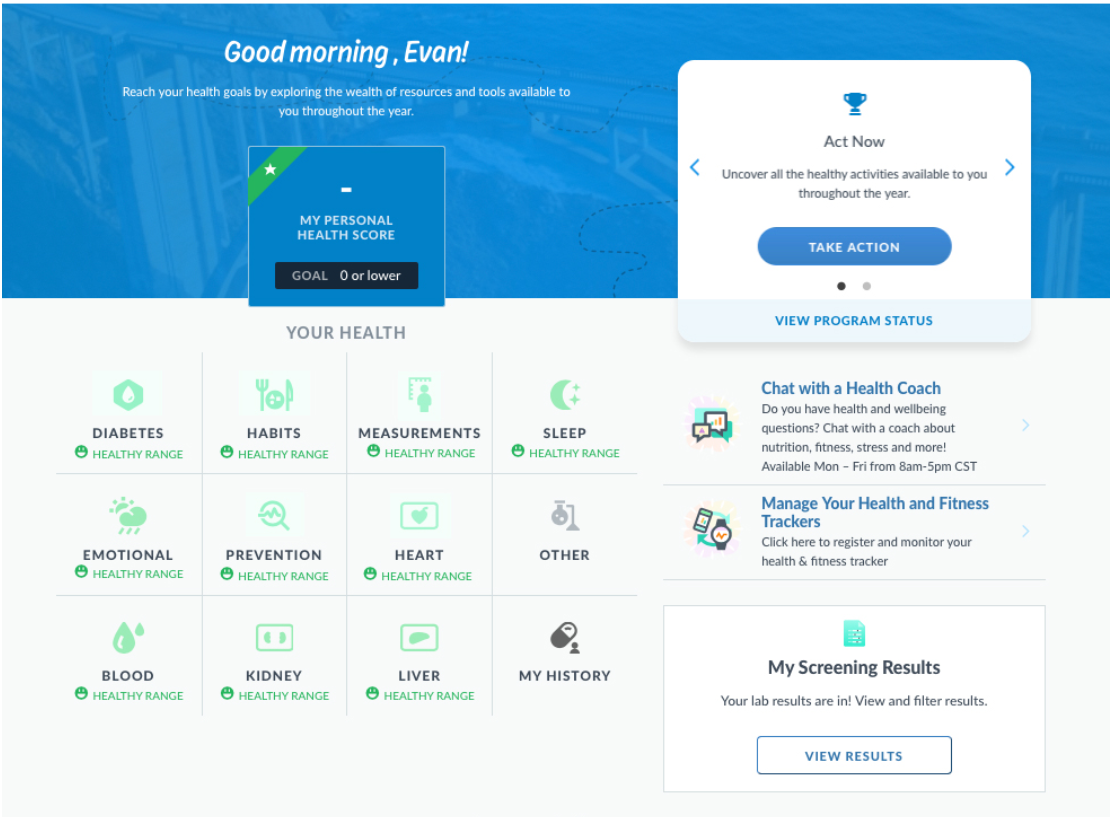 Good morning , Evan!
Reach your health goals by exploring the wealth of resources and tools available to
you throughout the year.
-
MY PERSONAL
HEALTH SCORE
GOAL 0 or lower
Act Now
Uncover all the healthy activities available to you
throughout the year.
TAKE ACTION
VIEW PROGRAM STATUS
YOUR HEALTH
DIABETES
HEALTHY RANGE
HABITS
HEALTHY RANGE
MEASUREMENTS
HEALTHY RANGE
SLEEP
HEALTHY RANGE
EMOTIONAL
HEALTHY RANGE
PREVENTION
HEALTHY RANGE
HEART
HEALTHY RANGE
OTHER
BLOOD
HEALTHY RANGE
KIDNEY
HEALTHY RANGE
LIVER
HEALTHY RANGE
MY HISTORY
Chat with a Health Coach
Do you have health and wellbeing
questions? Chat with a coach about
nutrition, fitness, stress and more!
Available Mon – Fri from 8am-5pm CST
Manage Your Health and Fitness
Trackers
Click here to register and monitor your
health & fitness tracker
My Screening Results
Your lab results are in! View and filter results.
VIEW RESULTS